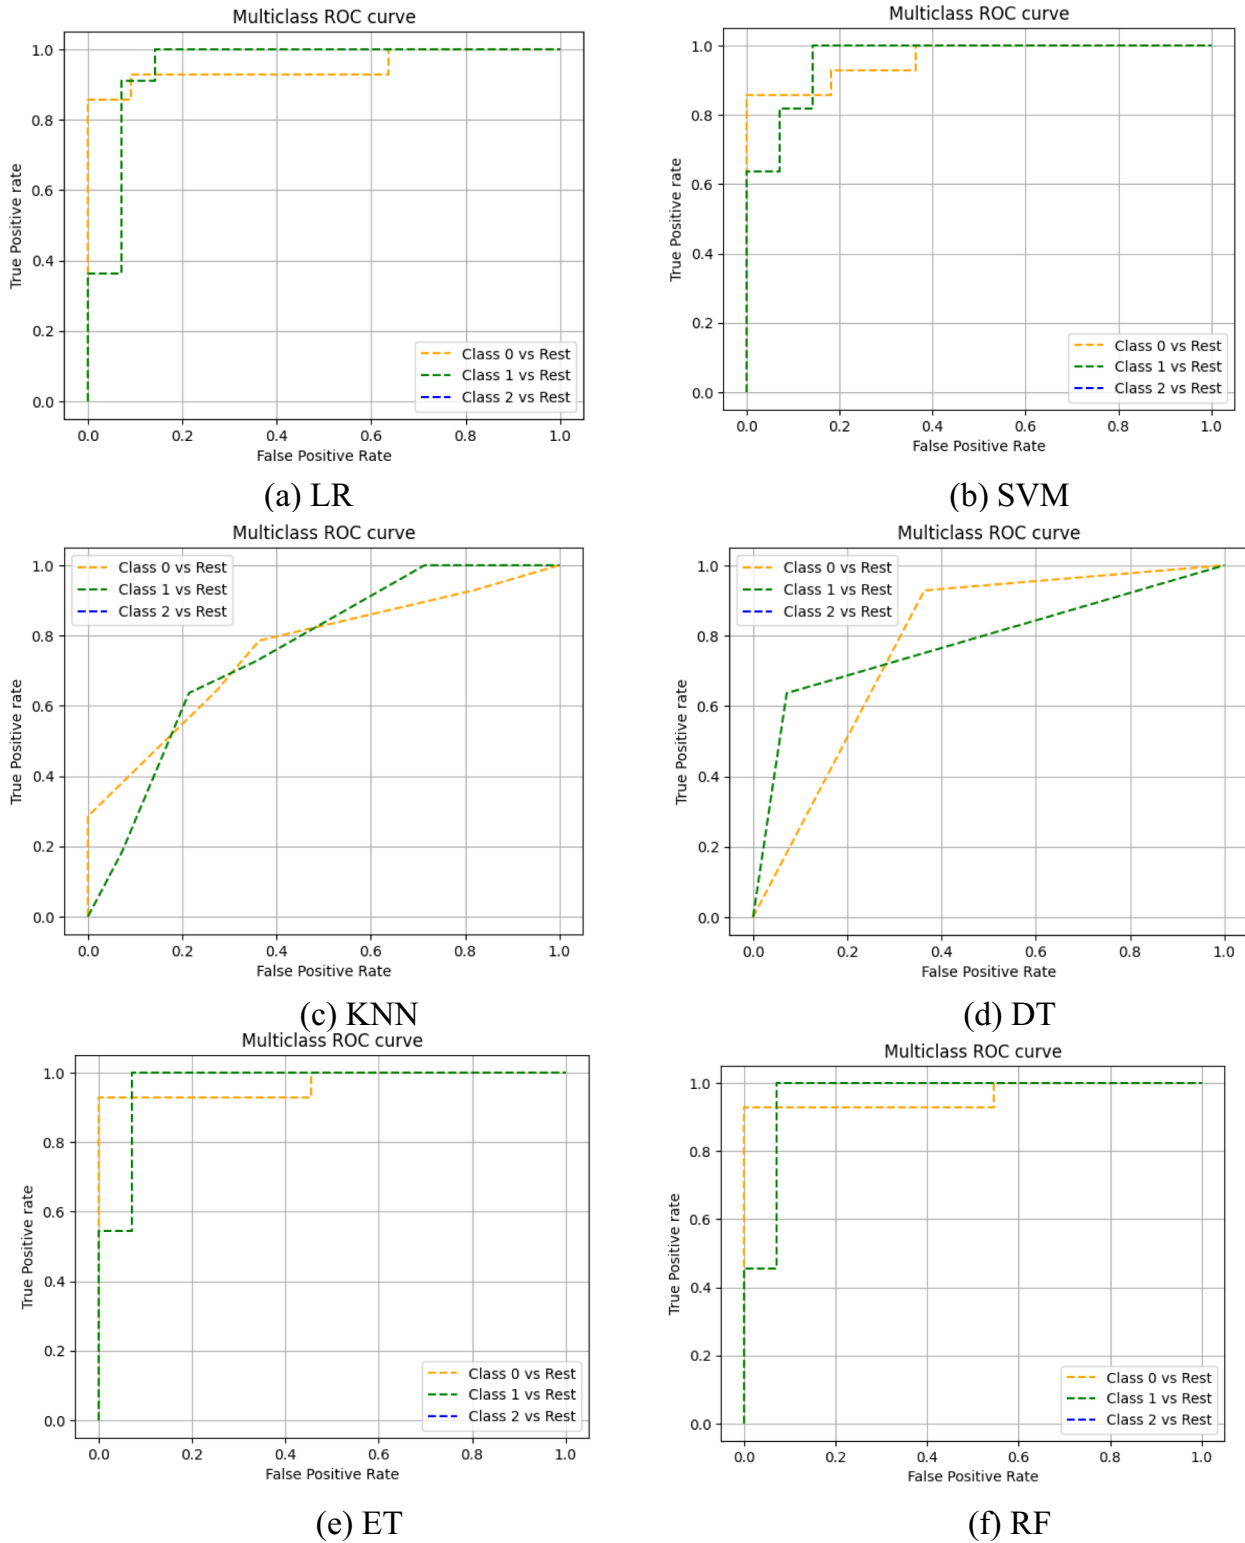 Multiclass ROC curve
1.0
0.8
0.6
0.4
0.2
0.0
True Positive rate
Class 0 vs Rest
Class 1 vs Rest
Class 2 vs Rest
0.0 0.2 0.4 0.6 0.8 1.0
False Positive Rate
(a) LR
Multiclass ROC curve
1.0
0.8
0.6
0.4
0.2
0.0
True Positive rate
Class 0 vs Rest
Class 1 vs Rest
Class 2 vs Rest
0.0 0.2 0.4 0.6 0.8 1.0
False Positive Rate
(b) SVM
Multiclass ROC curve
Class 0 vs Rest
Class 1 vs Rest
Class 2 vs Rest
1.0
0.8
0.6
0.4
0.2
0.0
True Positive rate
0.0 0.2 0.4 0.6 0.8 1.0
False Positive Rate
(c) KNN
Multiclass ROC curve
Class 0 vs Rest
Class 1 vs Rest
Class 2 vs Rest
1.0
0.8
0.6
0.4
0.2
0.0
True Positive rate
0.0 0.2 0.4 0.6 0.8 1.0
False Positive Rate
(d) DT
Multiclass ROC curve
1.0
0.8
0.6
0.4
0.2
0.0
True Positive rate
Class 0 vs Rest
Class 1 vs Rest
Class 2 vs Rest
0.0 0.2 0.4 0.6 0.8 1.0
False Positive Rate
(e) ET
Multiclass ROC curve
1.0
0.8
0.6
0.4
0.2
0.0
True Positive rate
Class 0 vs Rest
Class 1 vs Rest
Class 2 vs Rest
0.0 0.2 0.4 0.6 0.8 1.0
False Positive Rate
(f) RF